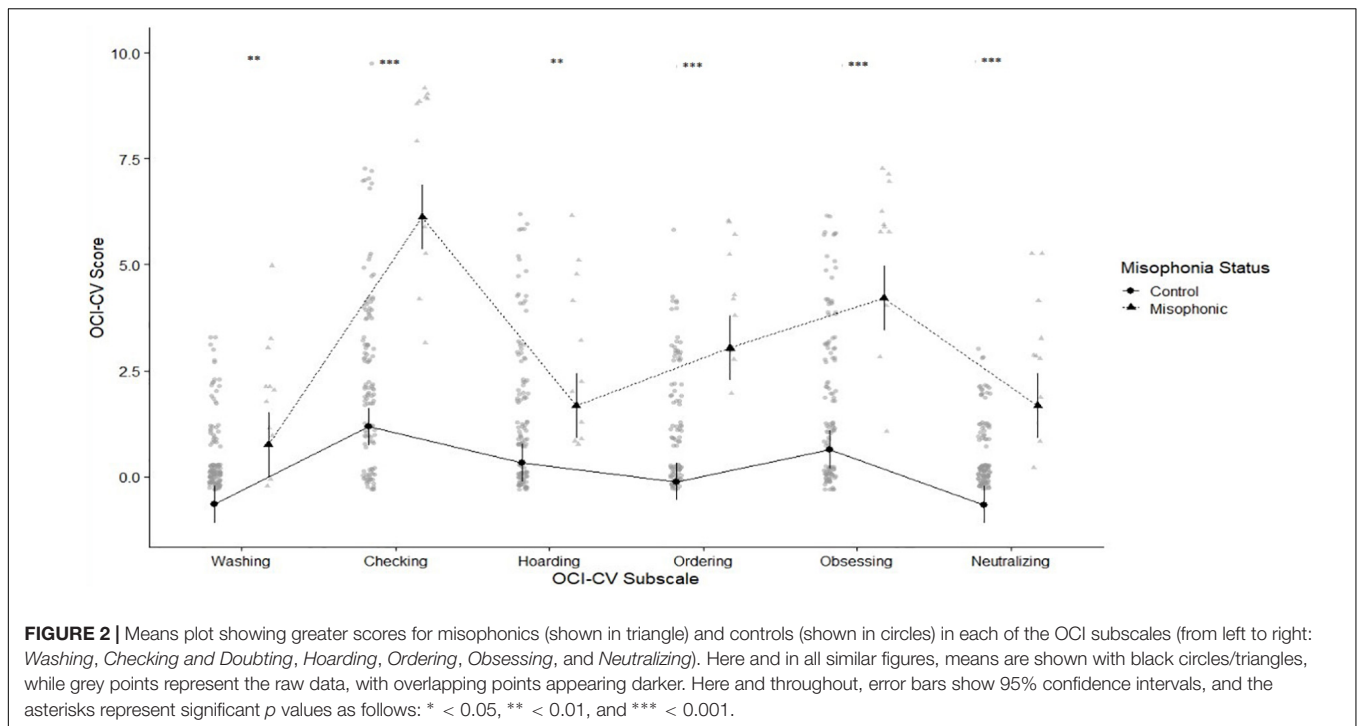 10.0
** *** ** *** *** ***
7.5
5.0
2.5
0.0
OCI-CV Score
Misophonia Status
Control
Misophonic
Washing Checking Hoarding Ordering Obsessing Neutralizing
OCI-CV Subscale
FIGURE 2 | Means plot showing greater scores for misophonics (shown in triangle) and controls (shown in circles) in each of the OCI subscales (from left to right:
Washing, Checking and Doubting, Hoarding, Ordering, Obsessing, and Neutralizing). Here and in all similar figures, means are shown with black circles/triangles,
while grey points represent the raw data, with overlapping points appearing darker. Here and throughout, error bars show 95% confidence intervals, and the
asterisks represent significant p values as follows: * < 0.05, ** < 0.01, and *** < 0.001.